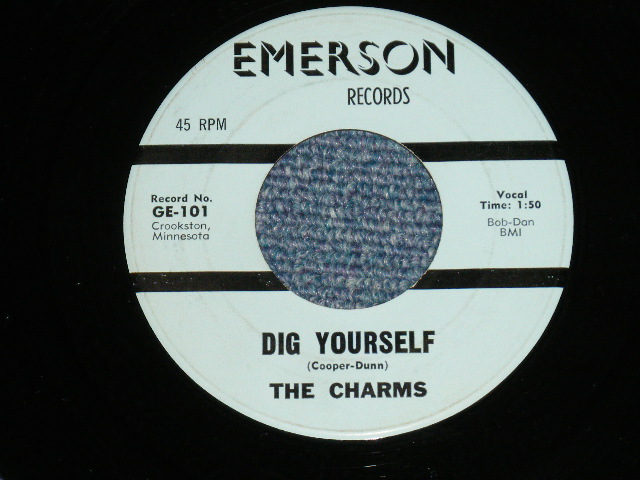 EMERSON
RECORDS
45 RPM
Record No.
GE-101
Crookston,
Minnesota
Vocal
Time: 1:50
Bob-Dan
BMI
DIG YOURSELF
(Cooper-Dunn)
THE CHARMS